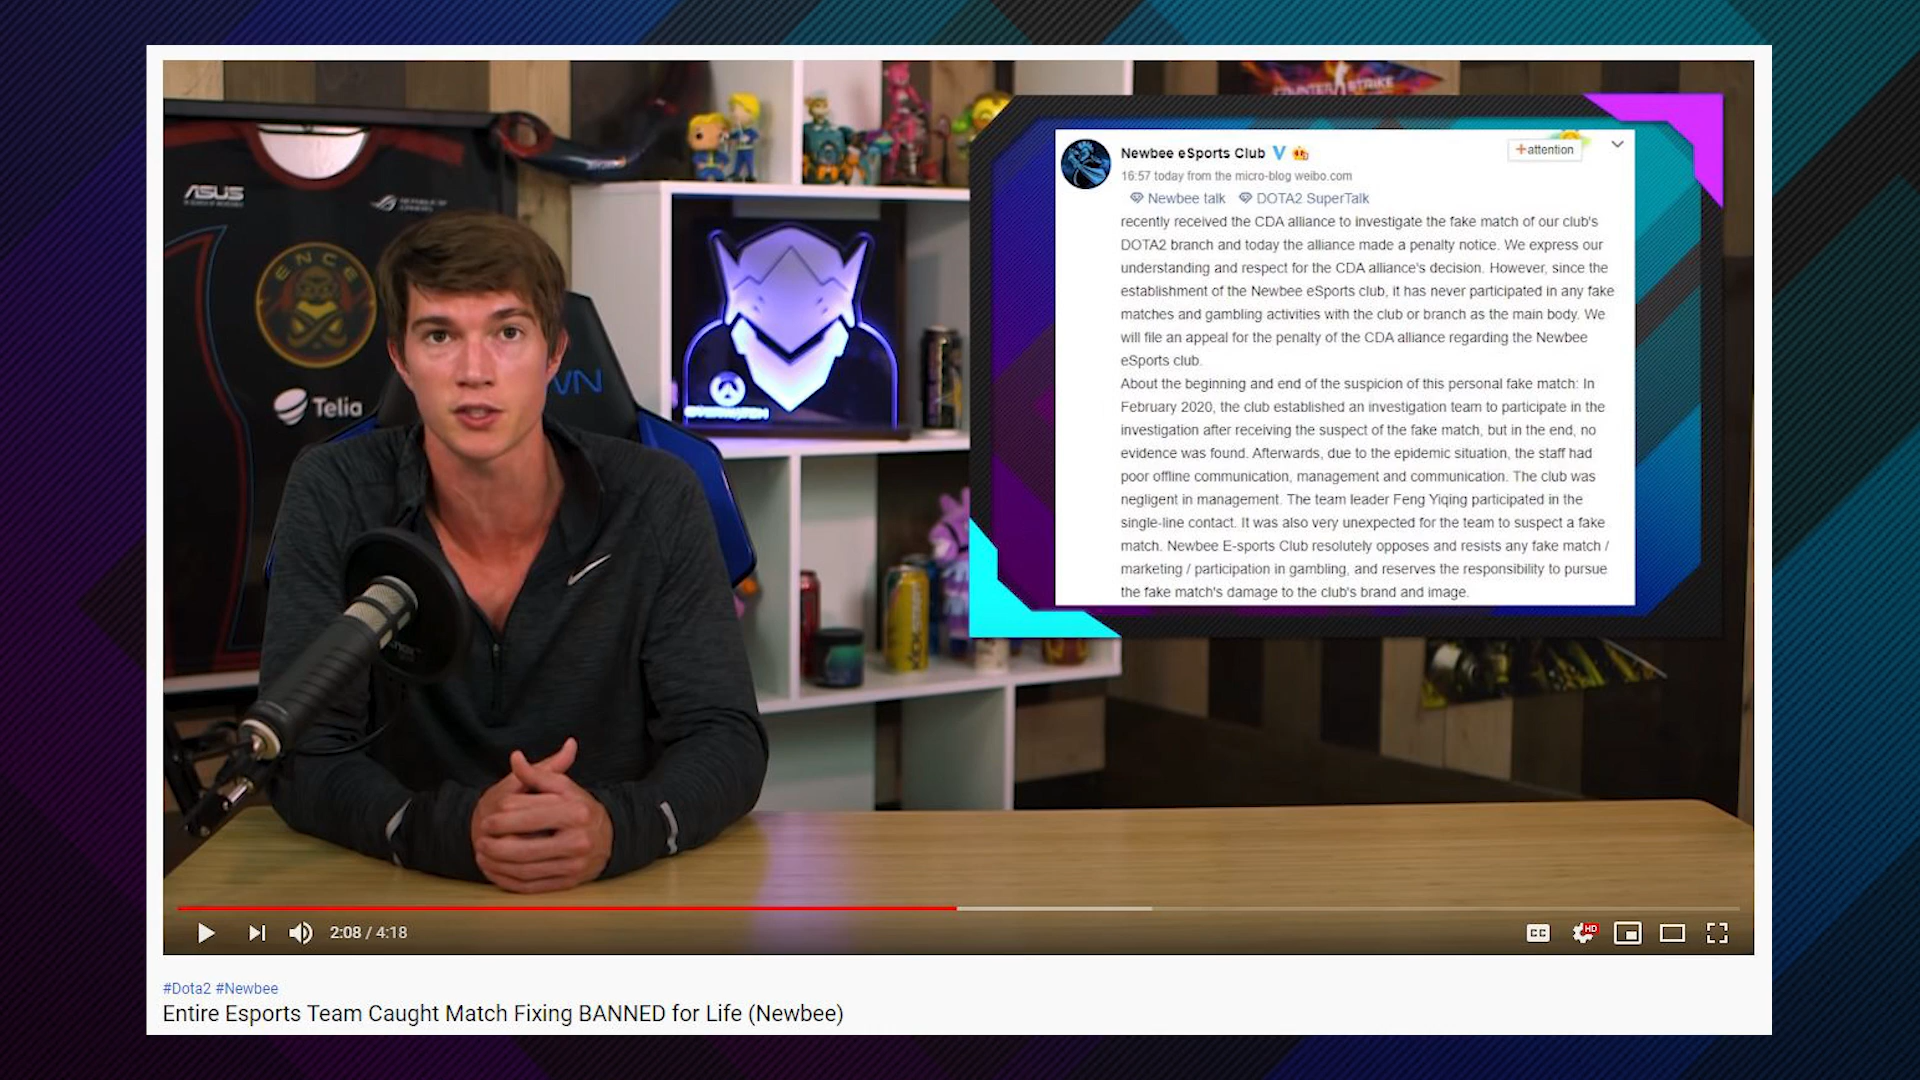 COUNTER STRIKE
ASUS
ENCE
Telia
OVERWATCH
KICKSTART
Newbee eSports Club
+attention
16:57 today from the micro-blog weibo.com
Newbee talk DOTA2 SuperTalk
recently received the CDA alliance to investigate the fake match of our club's
DOTA2 branch and today the alliance made a penalty notice. We express our
understanding and respect for the CDA alliance's decision. However, since the
establishment of the Newbee eSports club, it has never participated in any fake
matches and gambling activities with the club or branch as the main body. We
will file an appeal for the penalty of the CDA alliance regarding the Newbee
eSports club.
About the beginning and end of the suspicion of this personal fake match: In
February 2020, the club established an investigation team to participate in the
investigation after receiving the suspect of the fake match, but in the end, no
evidence was found. Afterwards, due to the epidemic situation, the staff had
poor offline communication, management and communication. The club was
negligent in management. The team leader Feng Yiqing participated in the
single-line contact. It was also very unexpected for the team to suspect a fake
match. Newbee E-sports Club resolutely opposes and resists any fake match /
marketing / participation in gambling, and reserves the responsibility to pursue
the fake match's damage to the club's brand and image.
2:08 / 4:18
CC
HD
#Dota2 #Newbee
Entire Esports Team Caught Match Fixing BANNED for Life (Newbee)